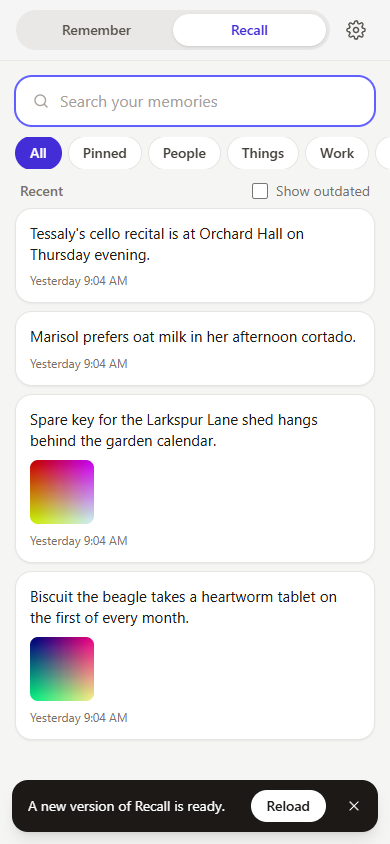 Remember
Recall
Search your memories
All
Pinned
People
Things
Work
Recent
Show outdated
Tessaly's cello recital is at Orchard Hall on
Thursday evening.
Yesterday 9:04 AM
Marisol prefers oat milk in her afternoon cortado.
Yesterday 9:04 AM
Spare key for the Larkspur Lane shed hangs
behind the garden calendar.
Yesterday 9:04 AM
Biscuit the beagle takes a heartworm tablet on
the first of every month.
Yesterday 9:04 AM
A new version of Recall is ready.
Reload